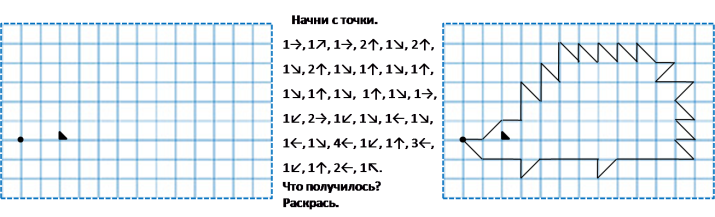 Начни с точки.
1→, 1↗, 1→, 2↑, 1↘, 2↑,
1↘, 2↑, 1↘, 1↑, 1↘, 1↑,
1↘, 1↑, 1↘, 1↑, 1↘, 1→,
1↙, 2→, 1↙, 1↘, 1←, 1↘,
1←, 1↘, 4←, 1↙, 1↑, 3←,
1↙, 1↑, 2←, 1↖.
Что получилось?
Раскрась.